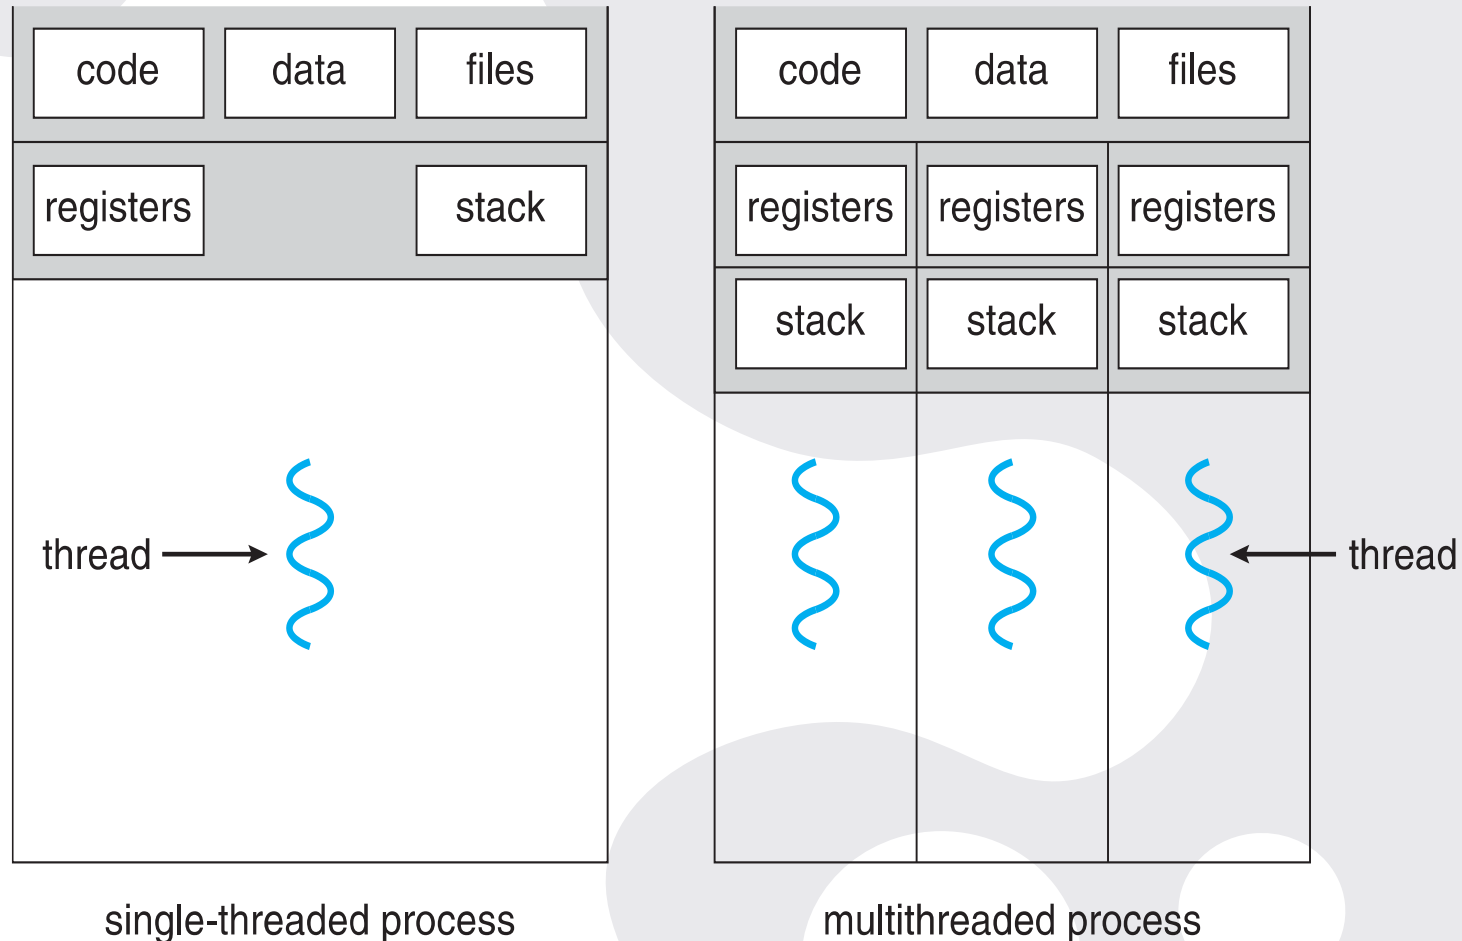 code data files code data files
registers stack registers registers registers
stack stack stack
thread thread
single-threaded process multithreaded process